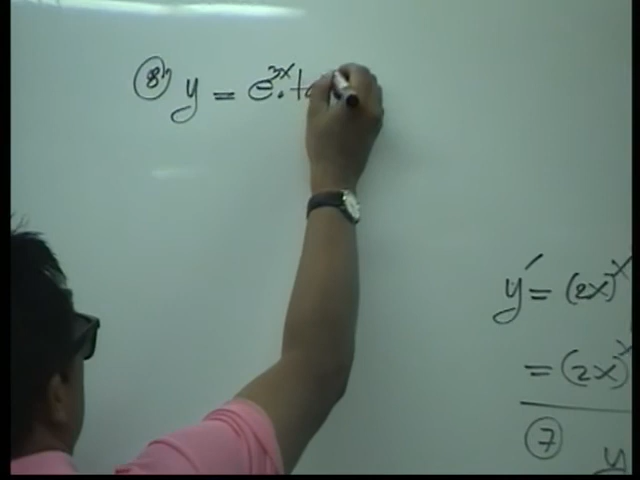 ⑧ y = e^{3x}.ta
y' = (2x)^x
= (2x)^x
⑦
y